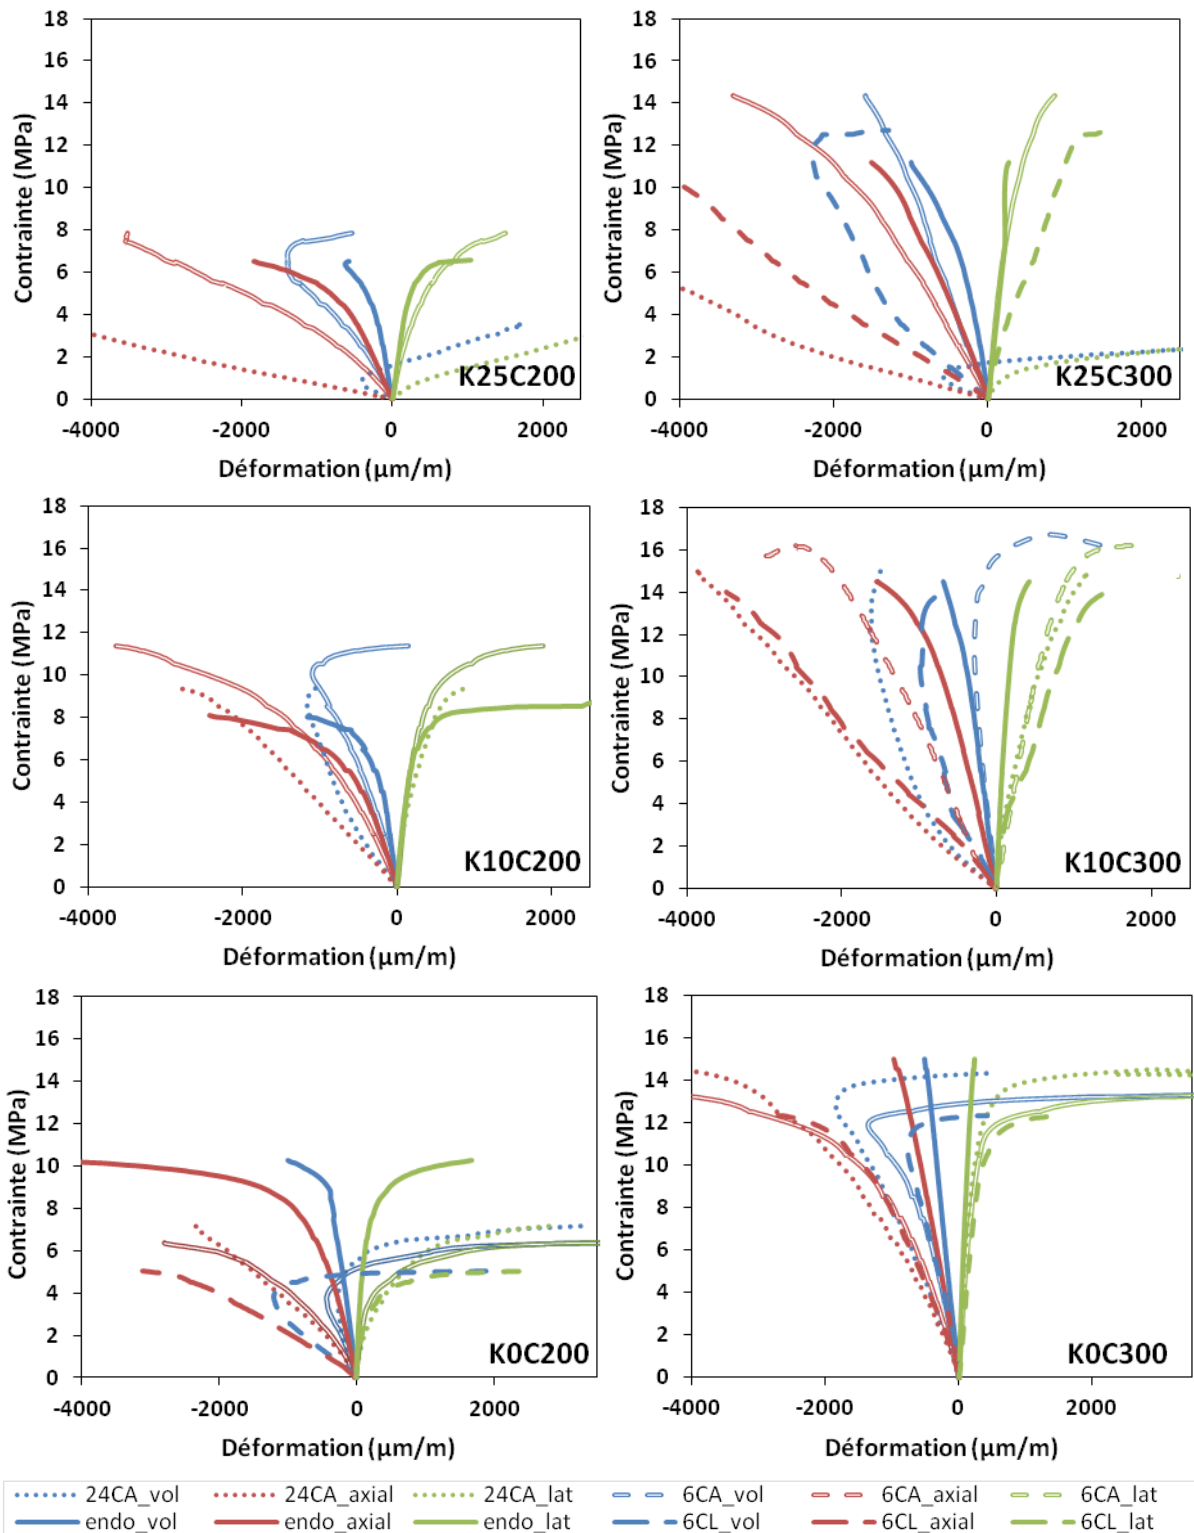 18
16
14
12
10
8
6
4
2
0
Contrainte (MPa)
K25C200
-4000 -2000 0 2000
Déformation (µm/m)
18
16
14
12
10
8
6
4
2
0
Contrainte (MPa)
K25C300
-4000 -2000 0 2000
Déformation (µm/m)
18
16
14
12
10
8
6
4
2
0
Contrainte (MPa)
K10C200
-4000 -2000 0 2000
Déformation (µm/m)
18
16
14
12
10
8
6
4
2
0
Contrainte (MPa)
K10C300
-4000 -2000 0 2000
Déformation (µm/m)
18
16
14
12
10
8
6
4
2
0
Contrainte (MPa)
K0C200
-4000 -2000 0 2000
Déformation (µm/m)
18
16
14
12
10
8
6
4
2
0
Contrainte (MPa)
K0C300
-4000 -2000 0 2000
Déformation (µm/m)
24CA_vol 24CA_axial 24CA_lat 6CA_vol 6CA_axial 6CA_lat
endo_vol endo_axial endo_lat 6CL_vol 6CL_axial 6CL_lat